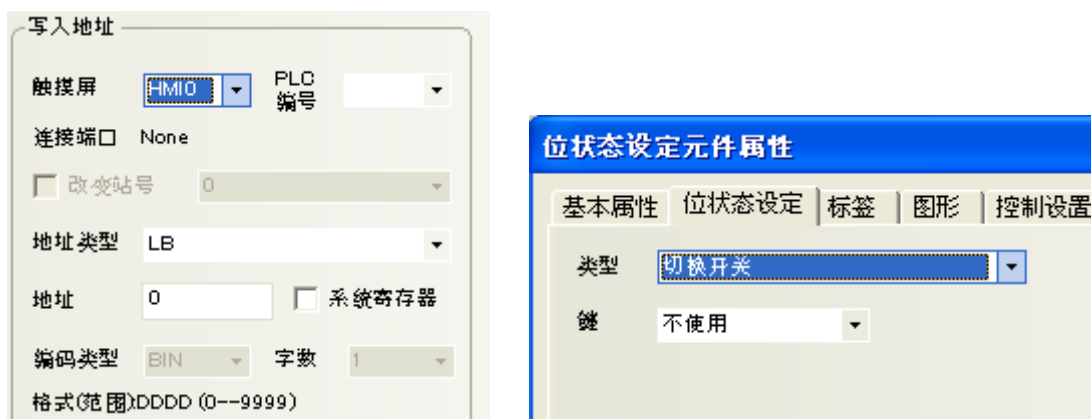 写入地址
触摸屏 HMI0 PLC 编号
连接端口 None
改变站号 0
地址类型 LB
地址 0 系统寄存器
编码类型 BIN 字数 1
格式(范围):DDDD (0--9999)
位状态设定元件属性
基本属性 位状态设定 标签 图形 控制设置
类型 切换开关
键 不使用